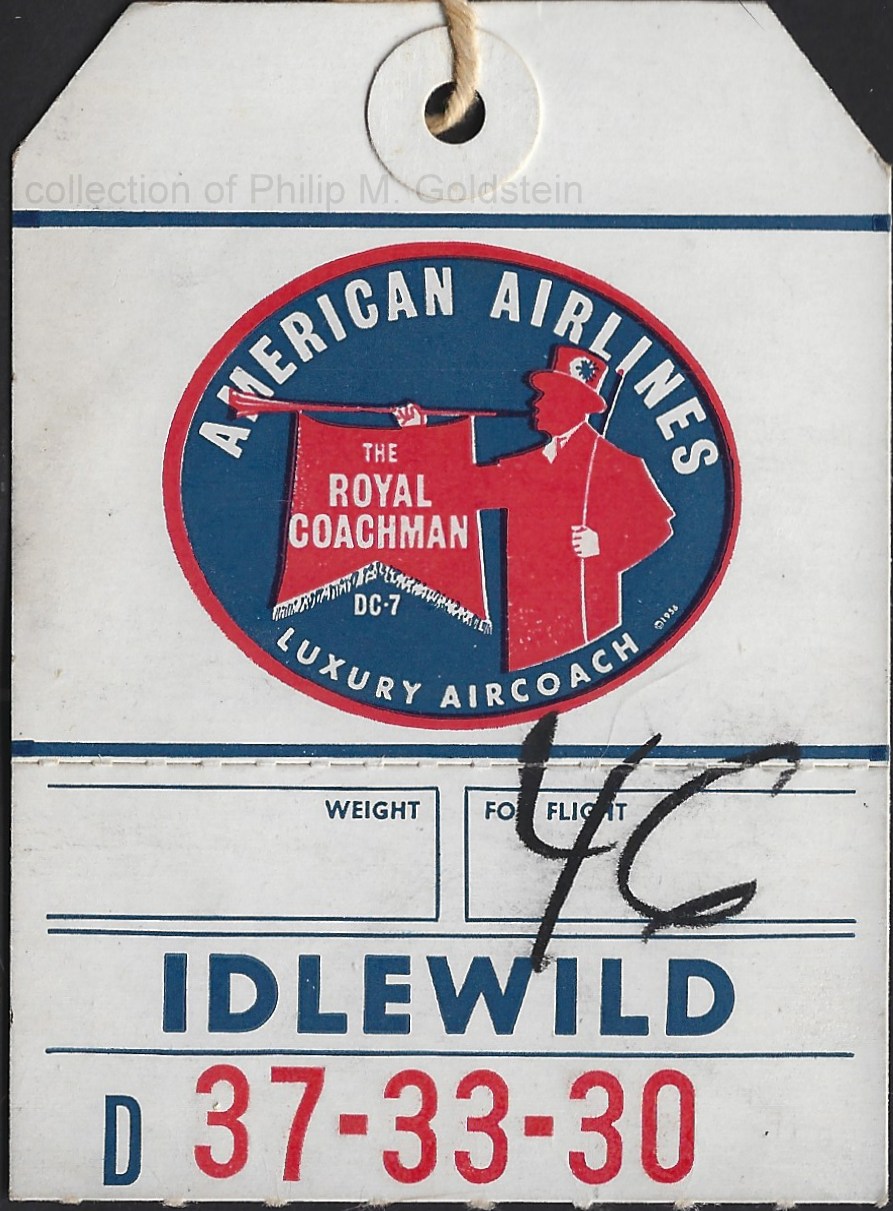 collection of Philip M. Goldstein
AMERICAN AIRLINES
THE
ROYAL
COACHMAN
DC-7
LUXURY AIRCOACH
©1956
WEIGHT
FOR FLIGHT
IDLEWILD
D 37-33-30